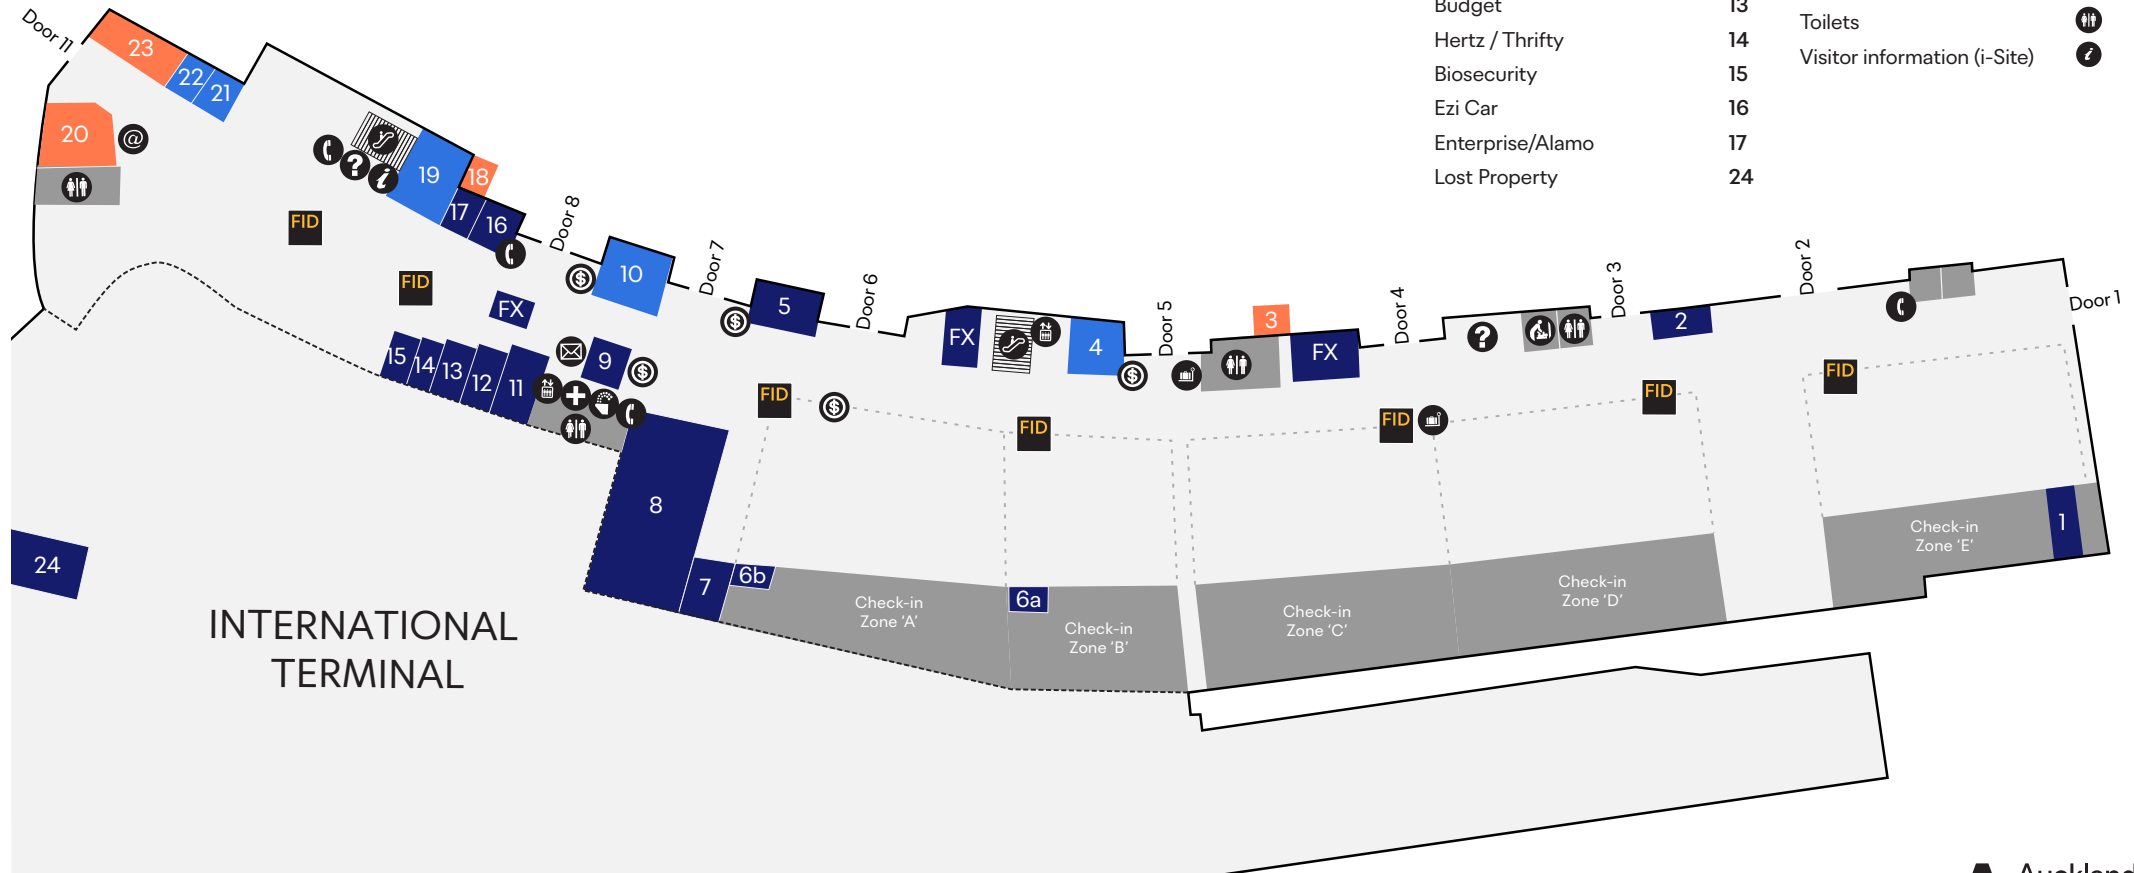 Budget 13
Hertz / Thrifty 14
Biosecurity 15
Ezi Car 16
Enterprise/Alamo 17
Lost Property 24
Toilets
Visitor information (i-Site)
Door 11
23
22
21
20
@
?
i
19
18
17
16
Door 8
FID
FID
FX
$
10
Door 7
5
$
Door 6
FX
4
$
Door 5
3
FX
Door 4
?
Door 3
2
Door 2
Door 1
15
14
13
12
11
9
$
FID
$
FID
FID
FID
FID
8
7
6b
6a
24
1
Check-in
Zone 'A'
Check-in
Zone 'B'
Check-in
Zone 'C'
Check-in
Zone 'D'
Check-in
Zone 'E'
INTERNATIONAL
TERMINAL
Auckland